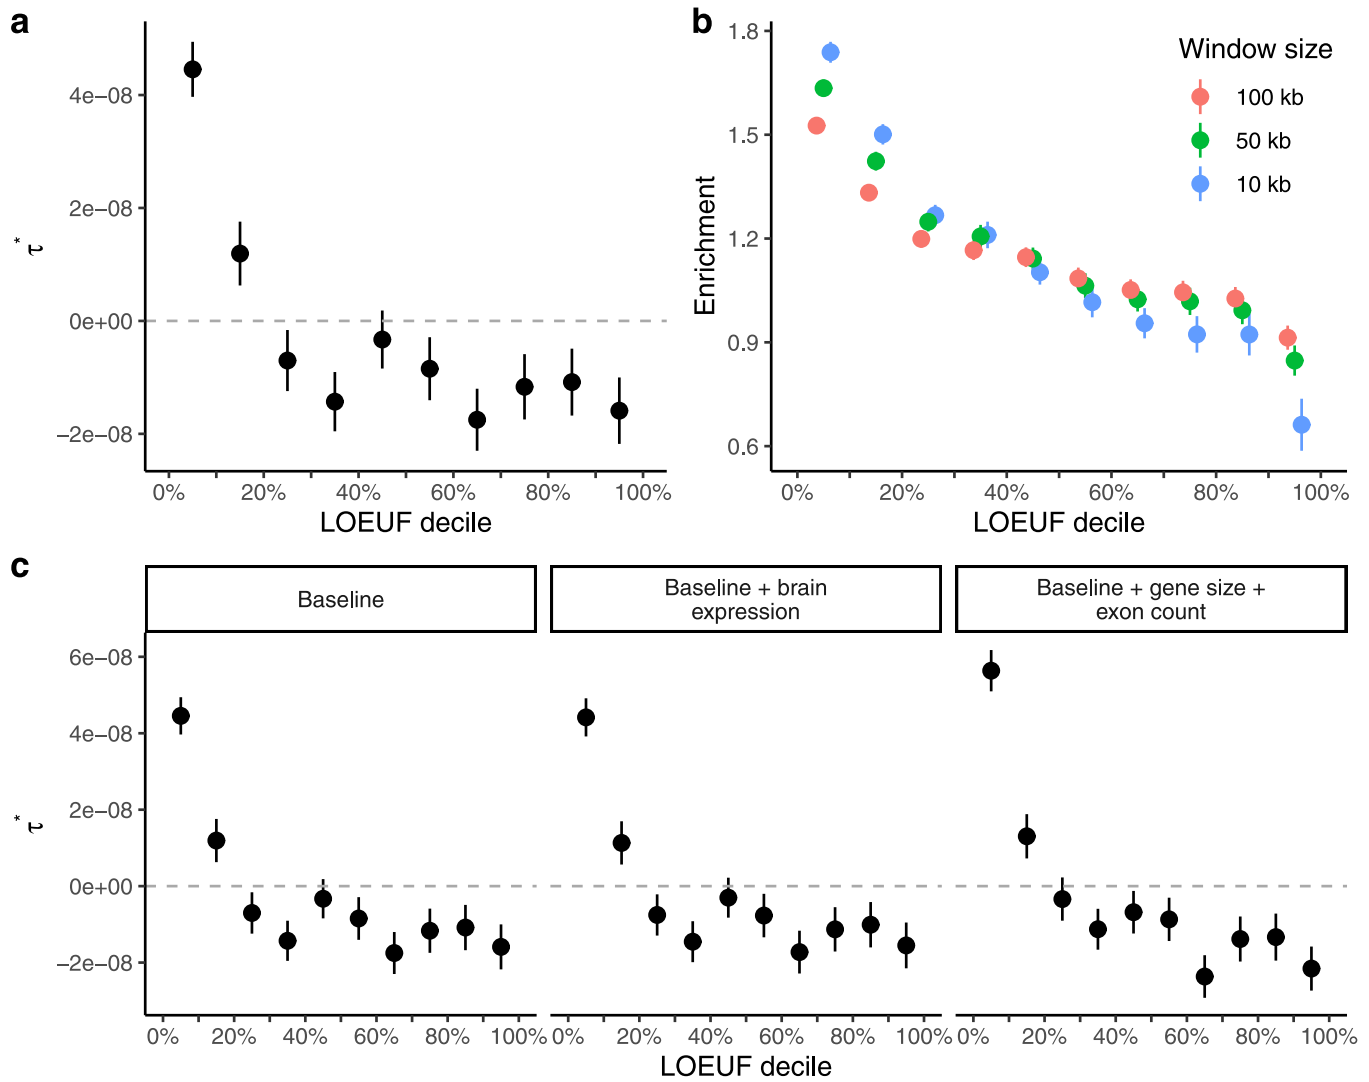 a
4e−08
2e−08
0e+00
−2e−08
τ*
0% 20% 40% 60% 80% 100%
LOEUF decile
b
1.8
1.5
1.2
0.9
0.6
Enrichment
Window size
100 kb
50 kb
10 kb
0% 20% 40% 60% 80% 100%
LOEUF decile
c
Baseline
Baseline + brain
expression
Baseline + gene size +
exon count
6e−08
4e−08
2e−08
0e+00
−2e−08
τ*
0% 20% 40% 60% 80% 100%
0% 20% 40% 60% 80% 100%
0% 20% 40% 60% 80% 100%
LOEUF decile